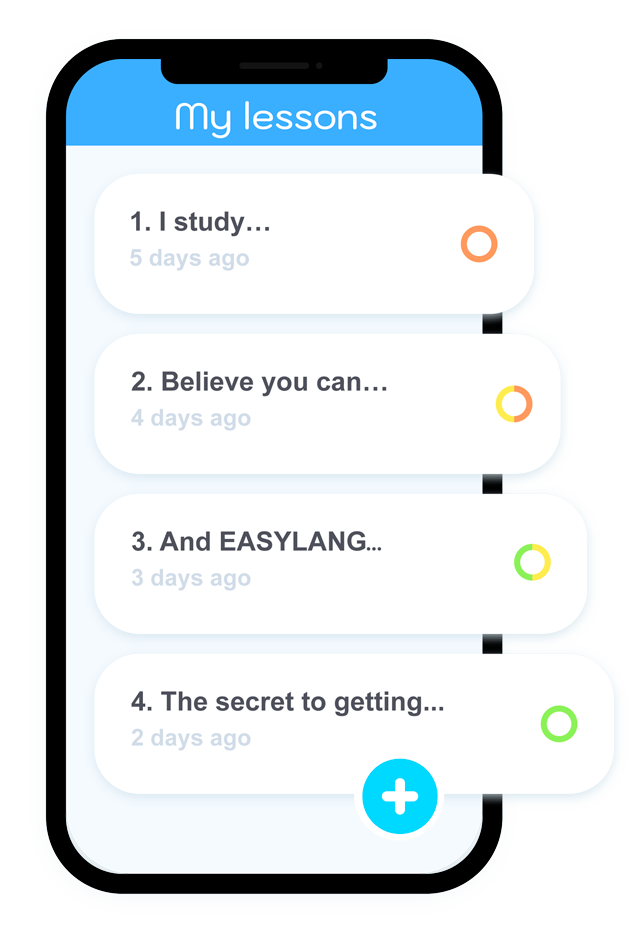 My lessons
1. I study...
5 days ago
2. Believe you can...
4 days ago
3. And EASYLANG...
3 days ago
4. The secret to getting...
2 days ago